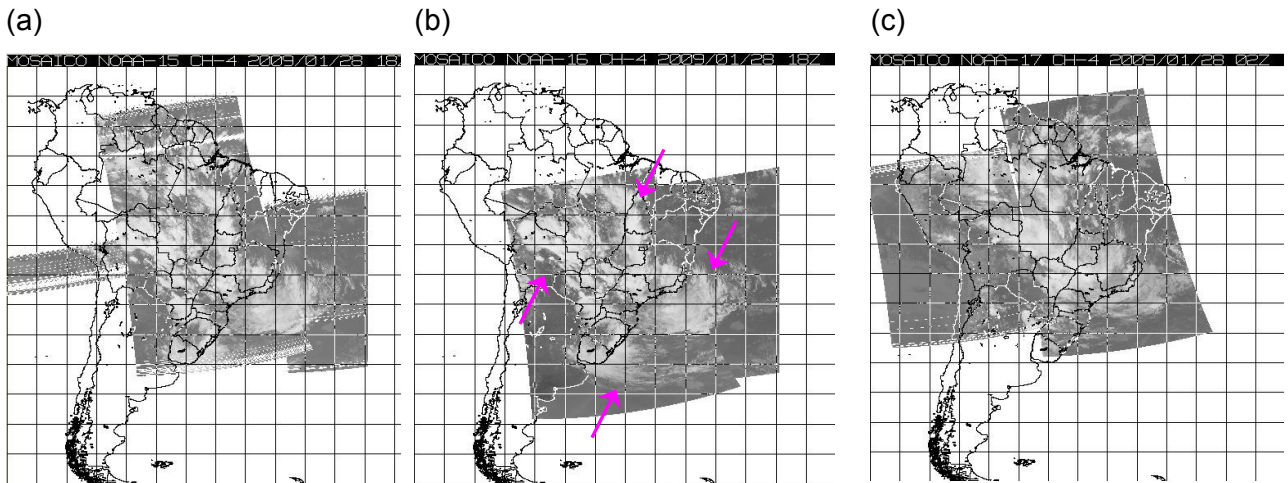 (a)
(b)
(c)
MOSAICO NOAA-15 CH-4 2009/01/28 18
MOSAICO NOAA-16 CH-4 2009/01/28 18Z
MOSAICO NOAA-17 CH-4 2009/01/28 02Z